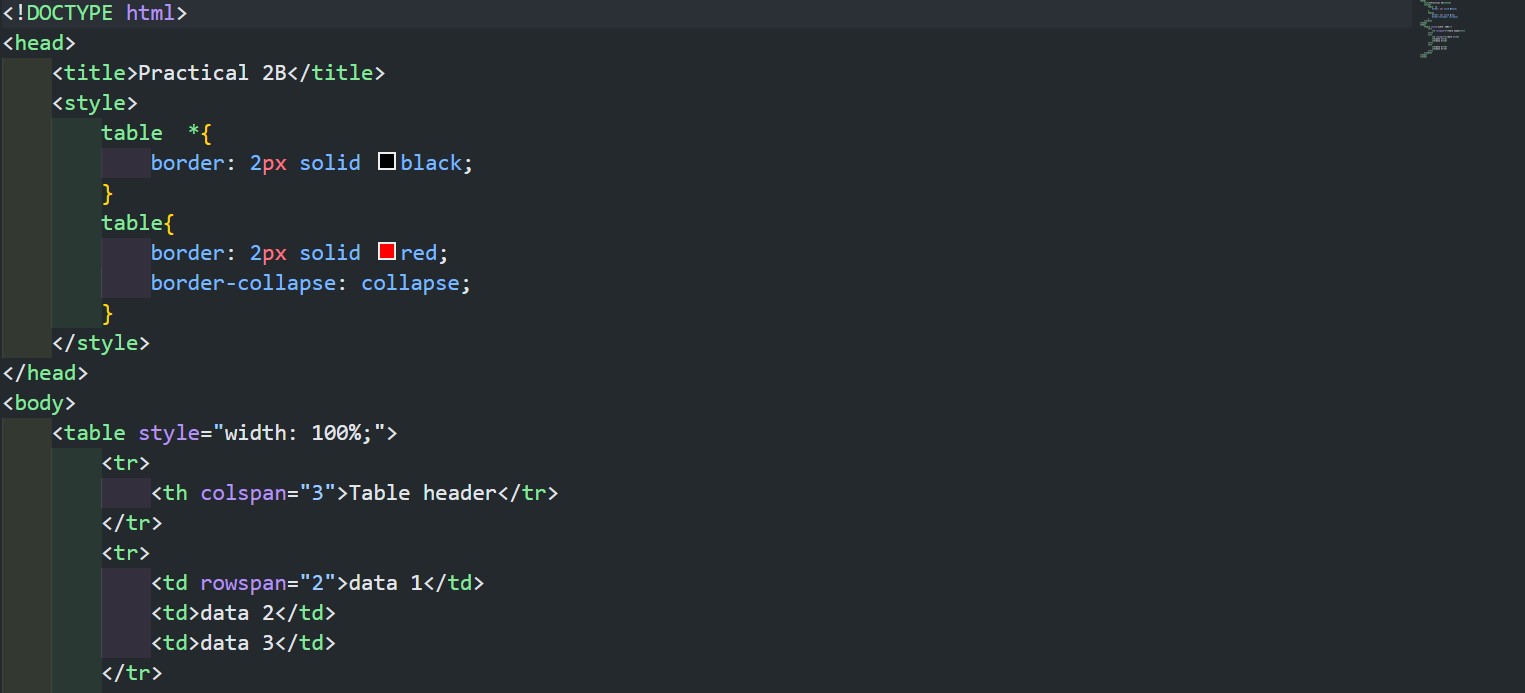 <!DOCTYPE html>
<head>
    <title>Practical 2B</title>
    <style>
        table  *{
            border: 2px solid black;
        }
        table{
            border: 2px solid red;
            border-collapse: collapse;
        }
    </style>
</head>
<body>
    <table style="width: 100%;">
        <tr>
            <th colspan="3">Table header</tr>
        </tr>
        <tr>
            <td rowspan="2">data 1</td>
            <td>data 2</td>
            <td>data 3</td>
        </tr>